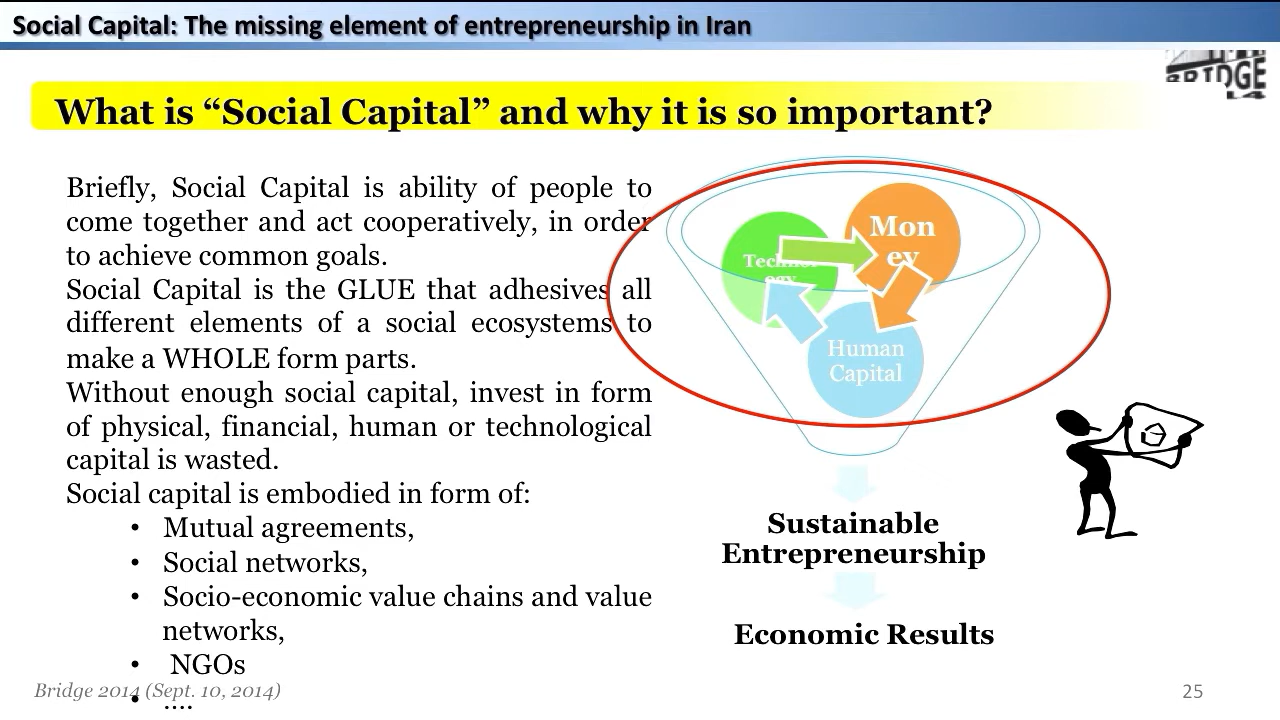 Social Capital: The missing element of entrepreneurship in Iran
BRIDGE
What is “Social Capital” and why it is so important?
Briefly, Social Capital is ability of people to
come together and act cooperatively, in order
to achieve common goals.
Social Capital is the GLUE that adhesives all
different elements of a social ecosystems to
make a WHOLE form parts.
Without enough social capital, invest in form
of physical, financial, human or technological
capital is wasted.
Social capital is embodied in form of:
• Mutual agreements,
• Social networks,
• Socio-economic value chains and value
networks,
• NGOs
• ....
Mon
ey
Human
Capital
Sustainable
Entrepreneurship
Economic Results
Bridge 2014 (Sept. 10, 2014)
25